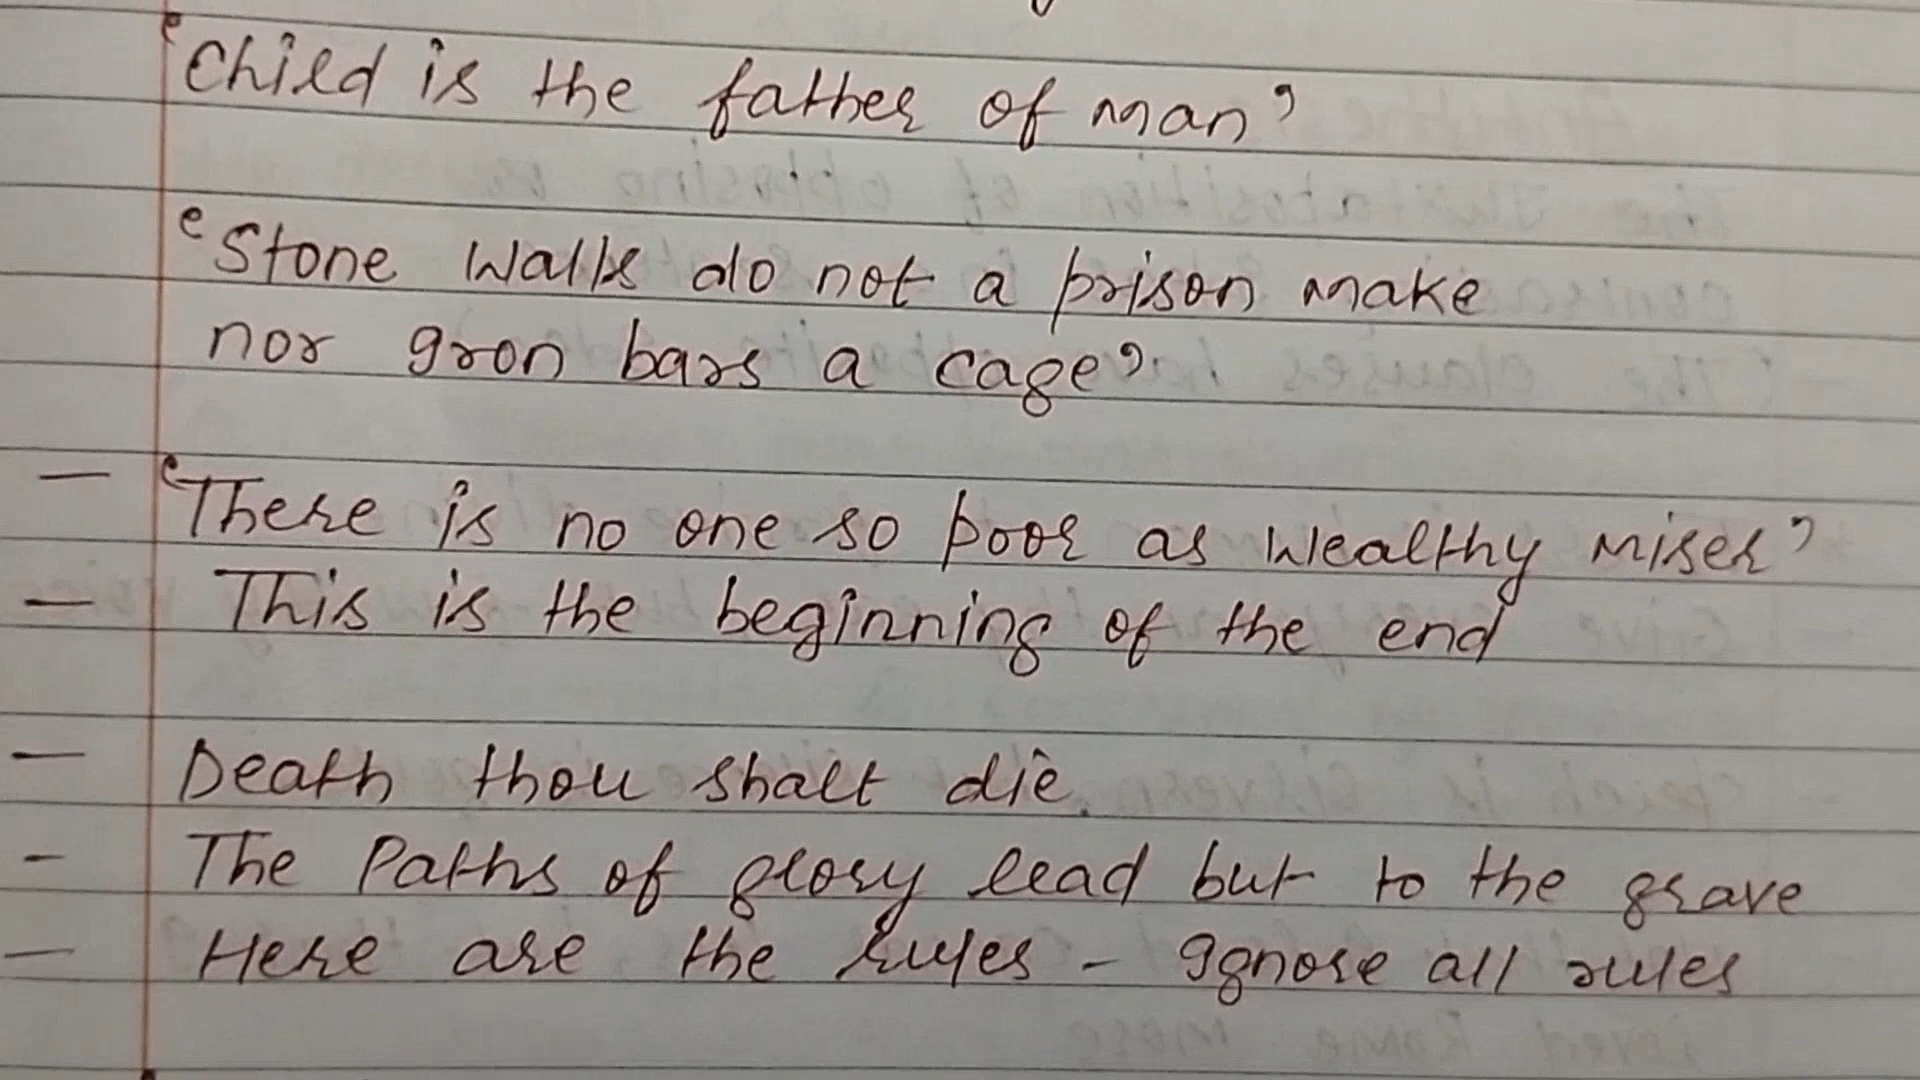 'Child is the father of man'
'Stone Walls do not a prison make
nor Iron bars a cage'
– 'There is no one so poor as wealthy miser'
– This is the beginning of the end
– Death thou shalt die.
– The Paths of glory lead but to the grave
– Here are the rules – Ignore all rules